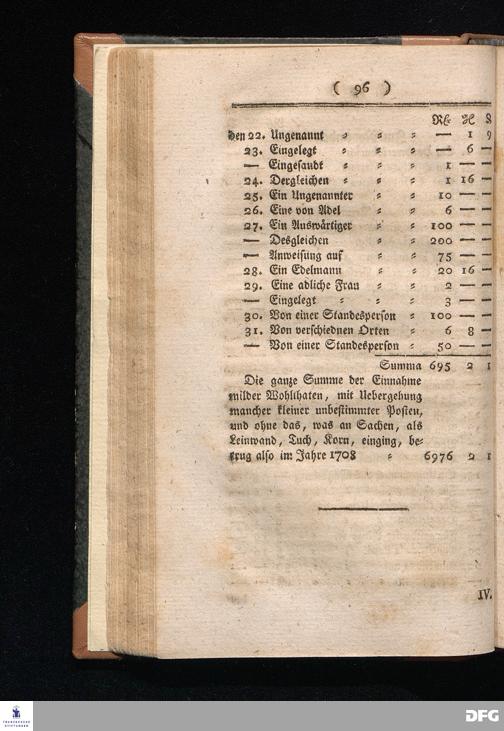 ( 96 )
Rt. gl. ₰
den 22. Ungenannt ⸗ ⸗ ⸗ — 1 9
23. Eingelegt ⸗ ⸗ ⸗ — 6 —
— Eingesandt ⸗ ⸗ ⸗ 1 — —
24. Dergleichen ⸗ ⸗ ⸗ 1 16 —
25. Ein Ungenannter ⸗ ⸗ 10 — —
26. Eine von Adel ⸗ ⸗ 6 — —
27. Ein Auswärtiger ⸗ ⸗ 100 — —
— Desgleichen ⸗ ⸗ 200 — —
— Anweisung auf ⸗ ⸗ 75 — —
28. Ein Edelmann ⸗ ⸗ 20 16 —
29. Eine adliche Frau ⸗ ⸗ 2 — —
— Eingelegt ⸗ ⸗ ⸗ 3 — —
30. Von einer Standesperson ⸗ 100 — —
31. Von verschiednen Orten ⸗ 6 8 —
— Von einer Standesperson ⸗ 50 — —
Summa 695 2 1
Die ganze Summe der Einnahme
milder Wohlthaten, mit Uebergehung
mancher kleiner unbestimmter Posten,
und ohne das, was an Sachen, als
Leinwand, Tuch, Korn, einging, be⸗
trug also im Jahre 1708 ⸗ 6976 2 1
IV.
FRANCKESCHE
STIFTUNGEN
DFG